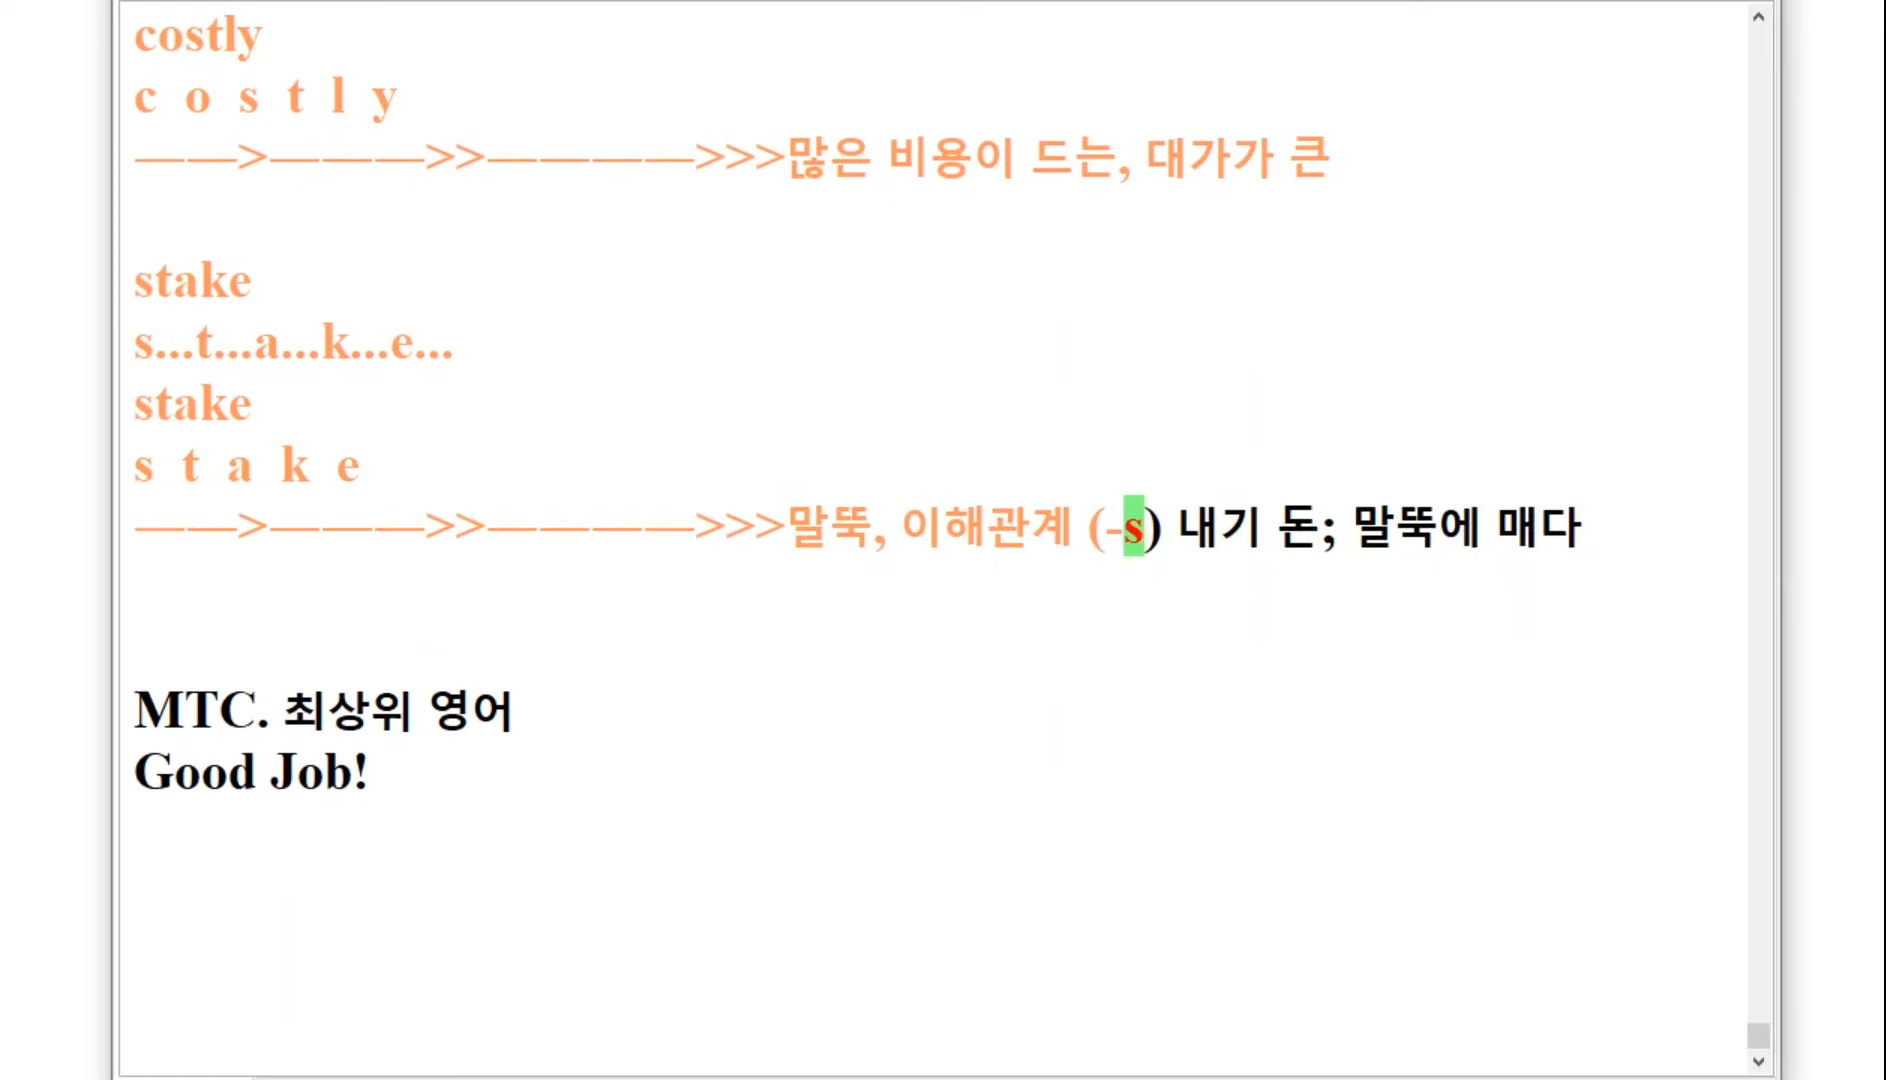 costly
c o s t l y
——>———>>————>>>많은 비용이 드는, 대가가 큰
stake
s...t...a...k...e...
stake
s t a k e
——>———>>————>>>말뚝, 이해관계 (-s) 내기 돈; 말뚝에 매다
MTC. 최상위 영어
Good Job!